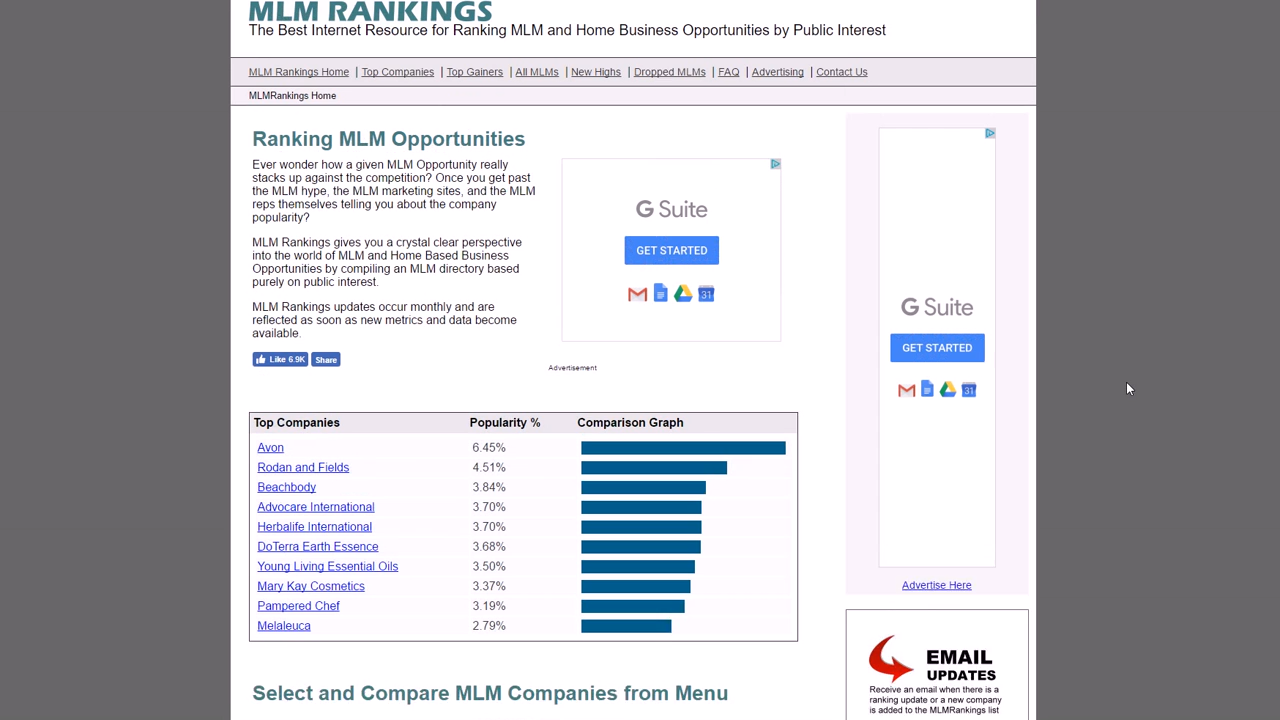 MLM RANKINGS
The Best Internet Resource for Ranking MLM and Home Business Opportunities by Public Interest
MLM Rankings Home | Top Companies | Top Gainers | All MLMs | New Highs | Dropped MLMs | FAQ | Advertising | Contact Us
MLMRankings Home
Ranking MLM Opportunities
Ever wonder how a given MLM Opportunity really
stacks up against the competition? Once you get past
the MLM hype, the MLM marketing sites, and the MLM
reps themselves telling you about the company
popularity?
MLM Rankings gives you a crystal clear perspective
into the world of MLM and Home Based Business
Opportunities by compiling an MLM directory based
purely on public interest.
MLM Rankings updates occur monthly and are
reflected as soon as new metrics and data become
available.
Like 6.9K Share
G Suite
GET STARTED
31
Advertisement
Top Companies Popularity % Comparison Graph
Avon 6.45%
Rodan and Fields 4.51%
Beachbody 3.84%
Advocare International 3.70%
Herbalife International 3.70%
DoTerra Earth Essence 3.68%
Young Living Essential Oils 3.50%
Mary Kay Cosmetics 3.37%
Pampered Chef 3.19%
Melaleuca 2.79%
Select and Compare MLM Companies from Menu
G Suite
GET STARTED
31
Advertise Here
EMAIL
UPDATES
Receive an email when there is a
ranking update or a new company
is added to the MLMRankings list